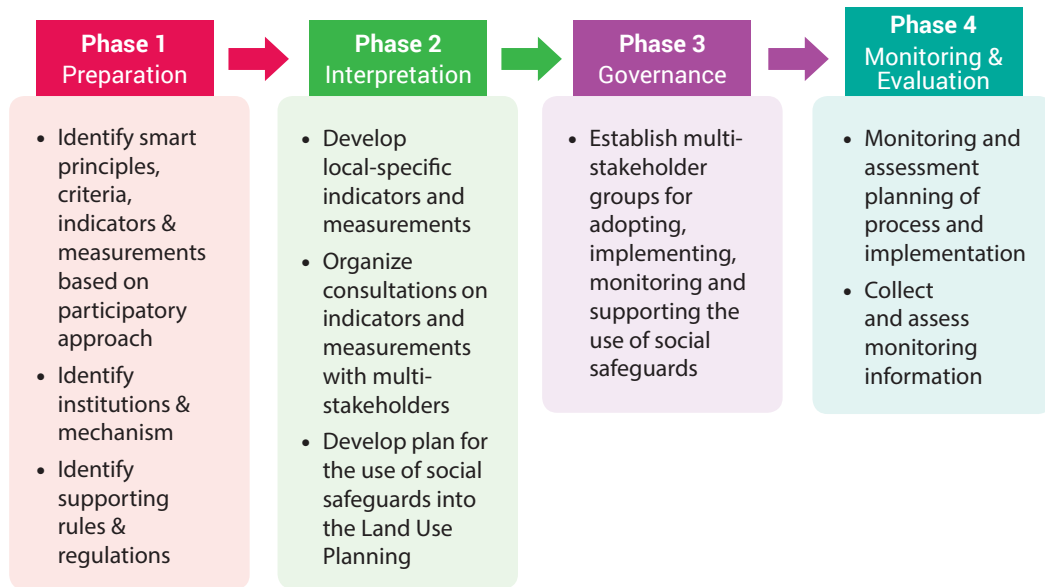 Phase 1
Preparation
• Identify smart
principles,
criteria,
indicators &
measurements
based on
participatory
approach
• Identify
institutions &
mechanism
• Identify
supporting
rules &
regulations
Phase 2
Interpretation
• Develop
local-specific
indicators and
measurements
• Organize
consultations on
indicators and
measurements
with multi-
stakeholders
• Develop plan for
the use of social
safeguards into
the Land Use
Planning
Phase 3
Governance
• Establish multi-
stakeholder
groups for
adopting,
implementing,
monitoring and
supporting the
use of social
safeguards
Phase 4
Monitoring &
Evaluation
• Monitoring and
assessment
planning of
process and
implementation
• Collect
and assess
monitoring
information